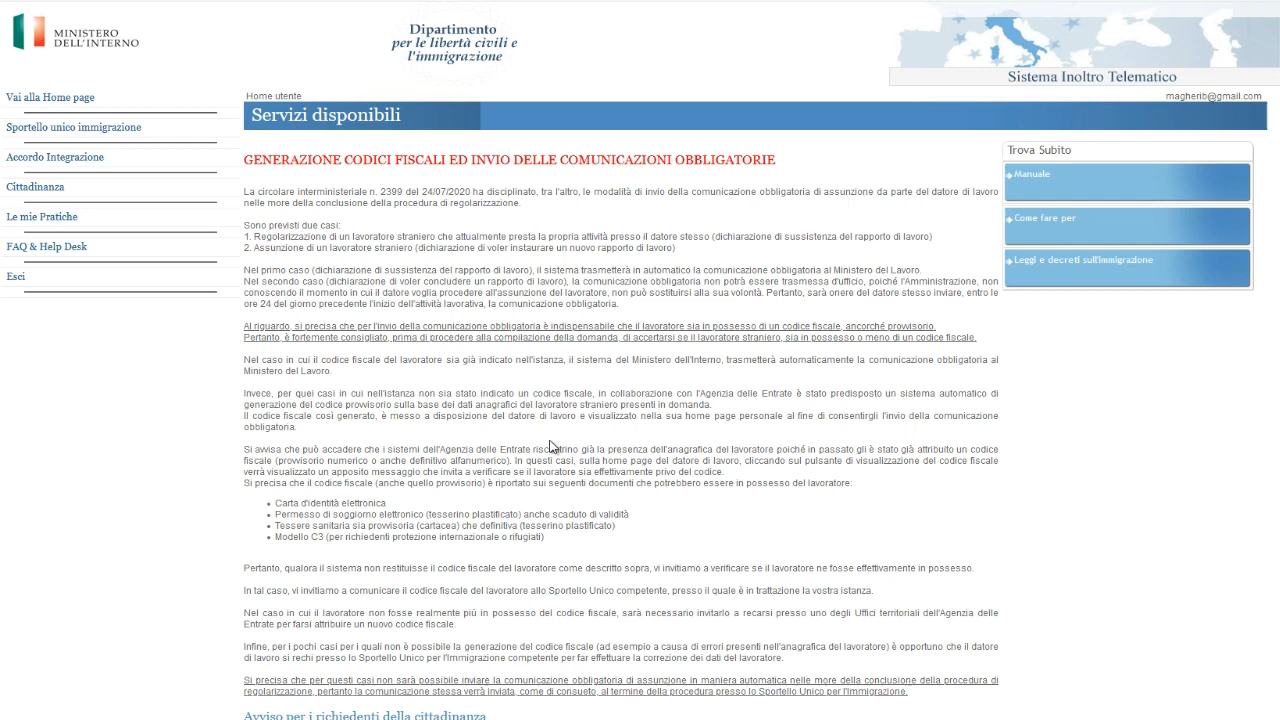 MINISTERO
DELL'INTERNO
Dipartimento
per le libertà civili e
l'immigrazione
Sistema Inoltro Telematico
Vai alla Home page
Sportello unico immigrazione
Accordo Integrazione
Cittadinanza
Le mie Pratiche
FAQ & Help Desk
Esci
Home utente
magherib@gmail.com
Servizi disponibili
GENERAZIONE CODICI FISCALI ED INVIO DELLE COMUNICAZIONI OBBLIGATORIE
La circolare interministeriale n. 2399 del 24/07/2020 ha disciplinato, tra l'altro, le modalità di invio della comunicazione obbligatoria di assunzione da parte del datore di lavoro
nelle more della conclusione della procedura di regolarizzazione.
Sono previsti due casi:
1. Regolarizzazione di un lavoratore straniero che attualmente presta la propria attività presso il datore stesso (dichiarazione di sussistenza del rapporto di lavoro)
2. Assunzione di un lavoratore straniero (dichiarazione di voler instaurare un nuovo rapporto di lavoro)
Nel primo caso (dichiarazione di sussistenza del rapporto di lavoro), il sistema trasmetterà in automatico la comunicazione obbligatoria al Ministero del Lavoro.
Nel secondo caso (dichiarazione di voler concludere un rapporto di lavoro), la comunicazione obbligatoria non potrà essere trasmessa d'ufficio, poiché l'Amministrazione, non
conoscendo il momento in cui il datore voglia procedere all'assunzione del lavoratore, non può sostituirsi alla sua volontà. Pertanto, sarà onere del datore stesso inviare, entro le
ore 24 del giorno precedente l'inizio dell'attività lavorativa, la comunicazione obbligatoria.
Al riguardo, si precisa che per l'invio della comunicazione obbligatoria è indispensabile che il lavoratore sia in possesso di un codice fiscale, ancorché provvisorio.
Pertanto, è fortemente consigliato, prima di procedere alla compilazione della domanda, di accertarsi se il lavoratore straniero, sia in possesso o meno di un codice fiscale.
Nel caso in cui il codice fiscale del lavoratore sia già indicato nell'istanza, il sistema del Ministero dell'Interno, trasmetterà automaticamente la comunicazione obbligatoria al
Ministero del Lavoro.
Invece, per quei casi in cui nell'istanza non sia stato indicato un codice fiscale, in collaborazione con l'Agenzia delle Entrate è stato predisposto un sistema automatico di
generazione del codice provvisorio sulla base dei dati anagrafici del lavoratore straniero presenti in domanda.
Il codice fiscale così generato, è messo a disposizione del datore di lavoro e visualizzato nella sua home page personale al fine di consentirgli l'invio della comunicazione
obbligatoria.
Si avvisa che può accadere che i sistemi dell'Agenzia delle Entrate riscontrino già la presenza dell'anagrafica del lavoratore poiché in passato gli è stato già attribuito un codice
fiscale (provvisorio numerico o anche definitivo alfanumerico). In questi casi, sulla home page del datore di lavoro, cliccando sul pulsante di visualizzazione del codice fiscale
verrà visualizzato un apposito messaggio che invita a verificare se il lavoratore sia effettivamente privo del codice.
Si precisa che il codice fiscale (anche quello provvisorio) è riportato sui seguenti documenti che potrebbero essere in possesso del lavoratore:
• Carta d'identità elettronica
• Permesso di soggiorno elettronico (tesserino plastificato) anche scaduto di validità
• Tessere sanitaria sia provvisoria (cartacea) che definitiva (tesserino plastificato)
• Modello C3 (per richiedenti protezione internazionale o rifugiati)
Pertanto, qualora il sistema non restituisse il codice fiscale del lavoratore come descritto sopra, vi invitiamo a verificare se il lavoratore ne fosse effettivamente in possesso.
In tal caso, vi invitiamo a comunicare il codice fiscale del lavoratore allo Sportello Unico competente, presso il quale è in trattazione la vostra istanza.
Nel caso in cui il lavoratore non fosse realmente più in possesso del codice fiscale, sarà necessario invitarlo a recarsi presso uno degli Uffici territoriali dell'Agenzia delle
Entrate per farsi attribuire un nuovo codice fiscale.
Infine, per i pochi casi per i quali non è possibile la generazione del codice fiscale (ad esempio a causa di errori presenti nell'anagrafica del lavoratore) è opportuno che il datore
di lavoro si rechi presso lo Sportello Unico per l'Immigrazione competente per far effettuare la correzione dei dati del lavoratore.
Si precisa che per questi casi non sarà possibile inviare la comunicazione obbligatoria di assunzione in maniera automatica nelle more della conclusione della procedura di
regolarizzazione, pertanto la comunicazione stessa verrà inviata, come di consueto, al termine della procedura presso lo Sportello Unico per l'Immigrazione.
Avviso per i richiedenti della cittadinanza
Trova Subito
Manuale
Come fare per
Leggi e decreti sull'immigrazione